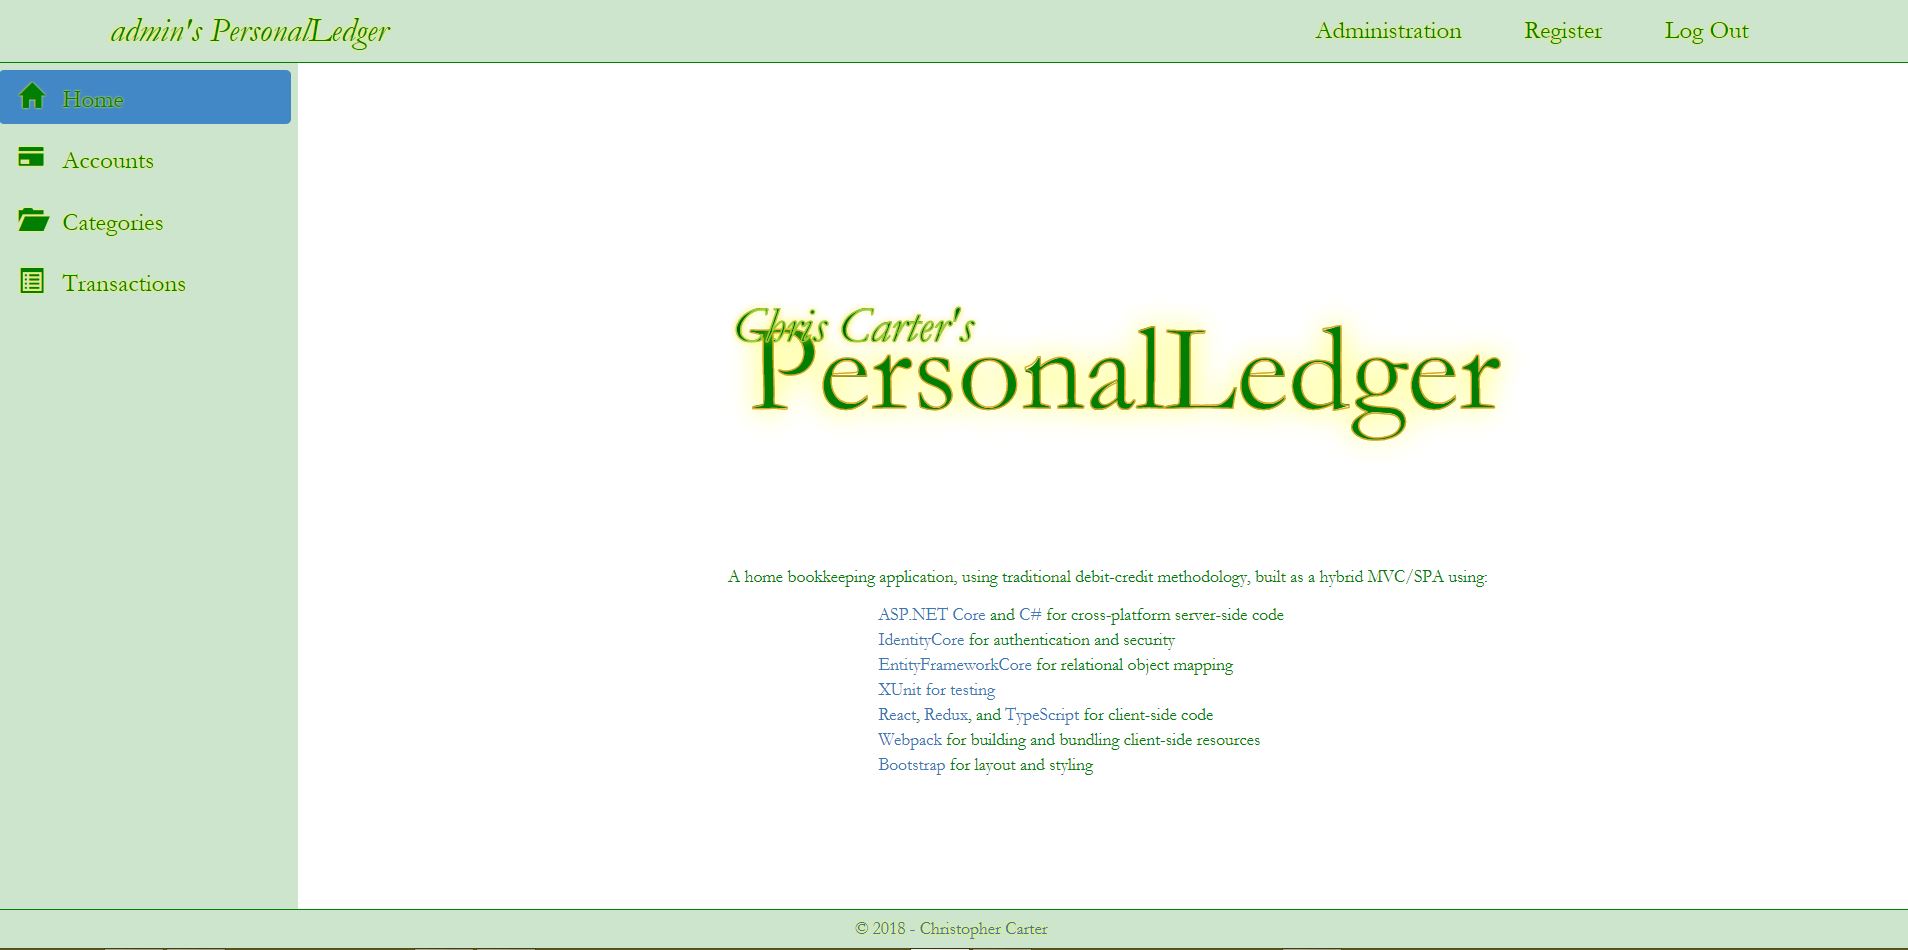 admin's PersonalLedger
Administration
Register
Log Out
Home
Accounts
Categories
Transactions
Chris Carter's
PersonalLedger
A home bookkeeping application, using traditional debit-credit methodology, built as a hybrid MVC/SPA using:
ASP.NET Core and C# for cross-platform server-side code
IdentityCore for authentication and security
EntityFrameworkCore for relational object mapping
XUnit for testing
React, Redux, and TypeScript for client-side code
Webpack for building and bundling client-side resources
Bootstrap for layout and styling
© 2018 - Christopher Carter